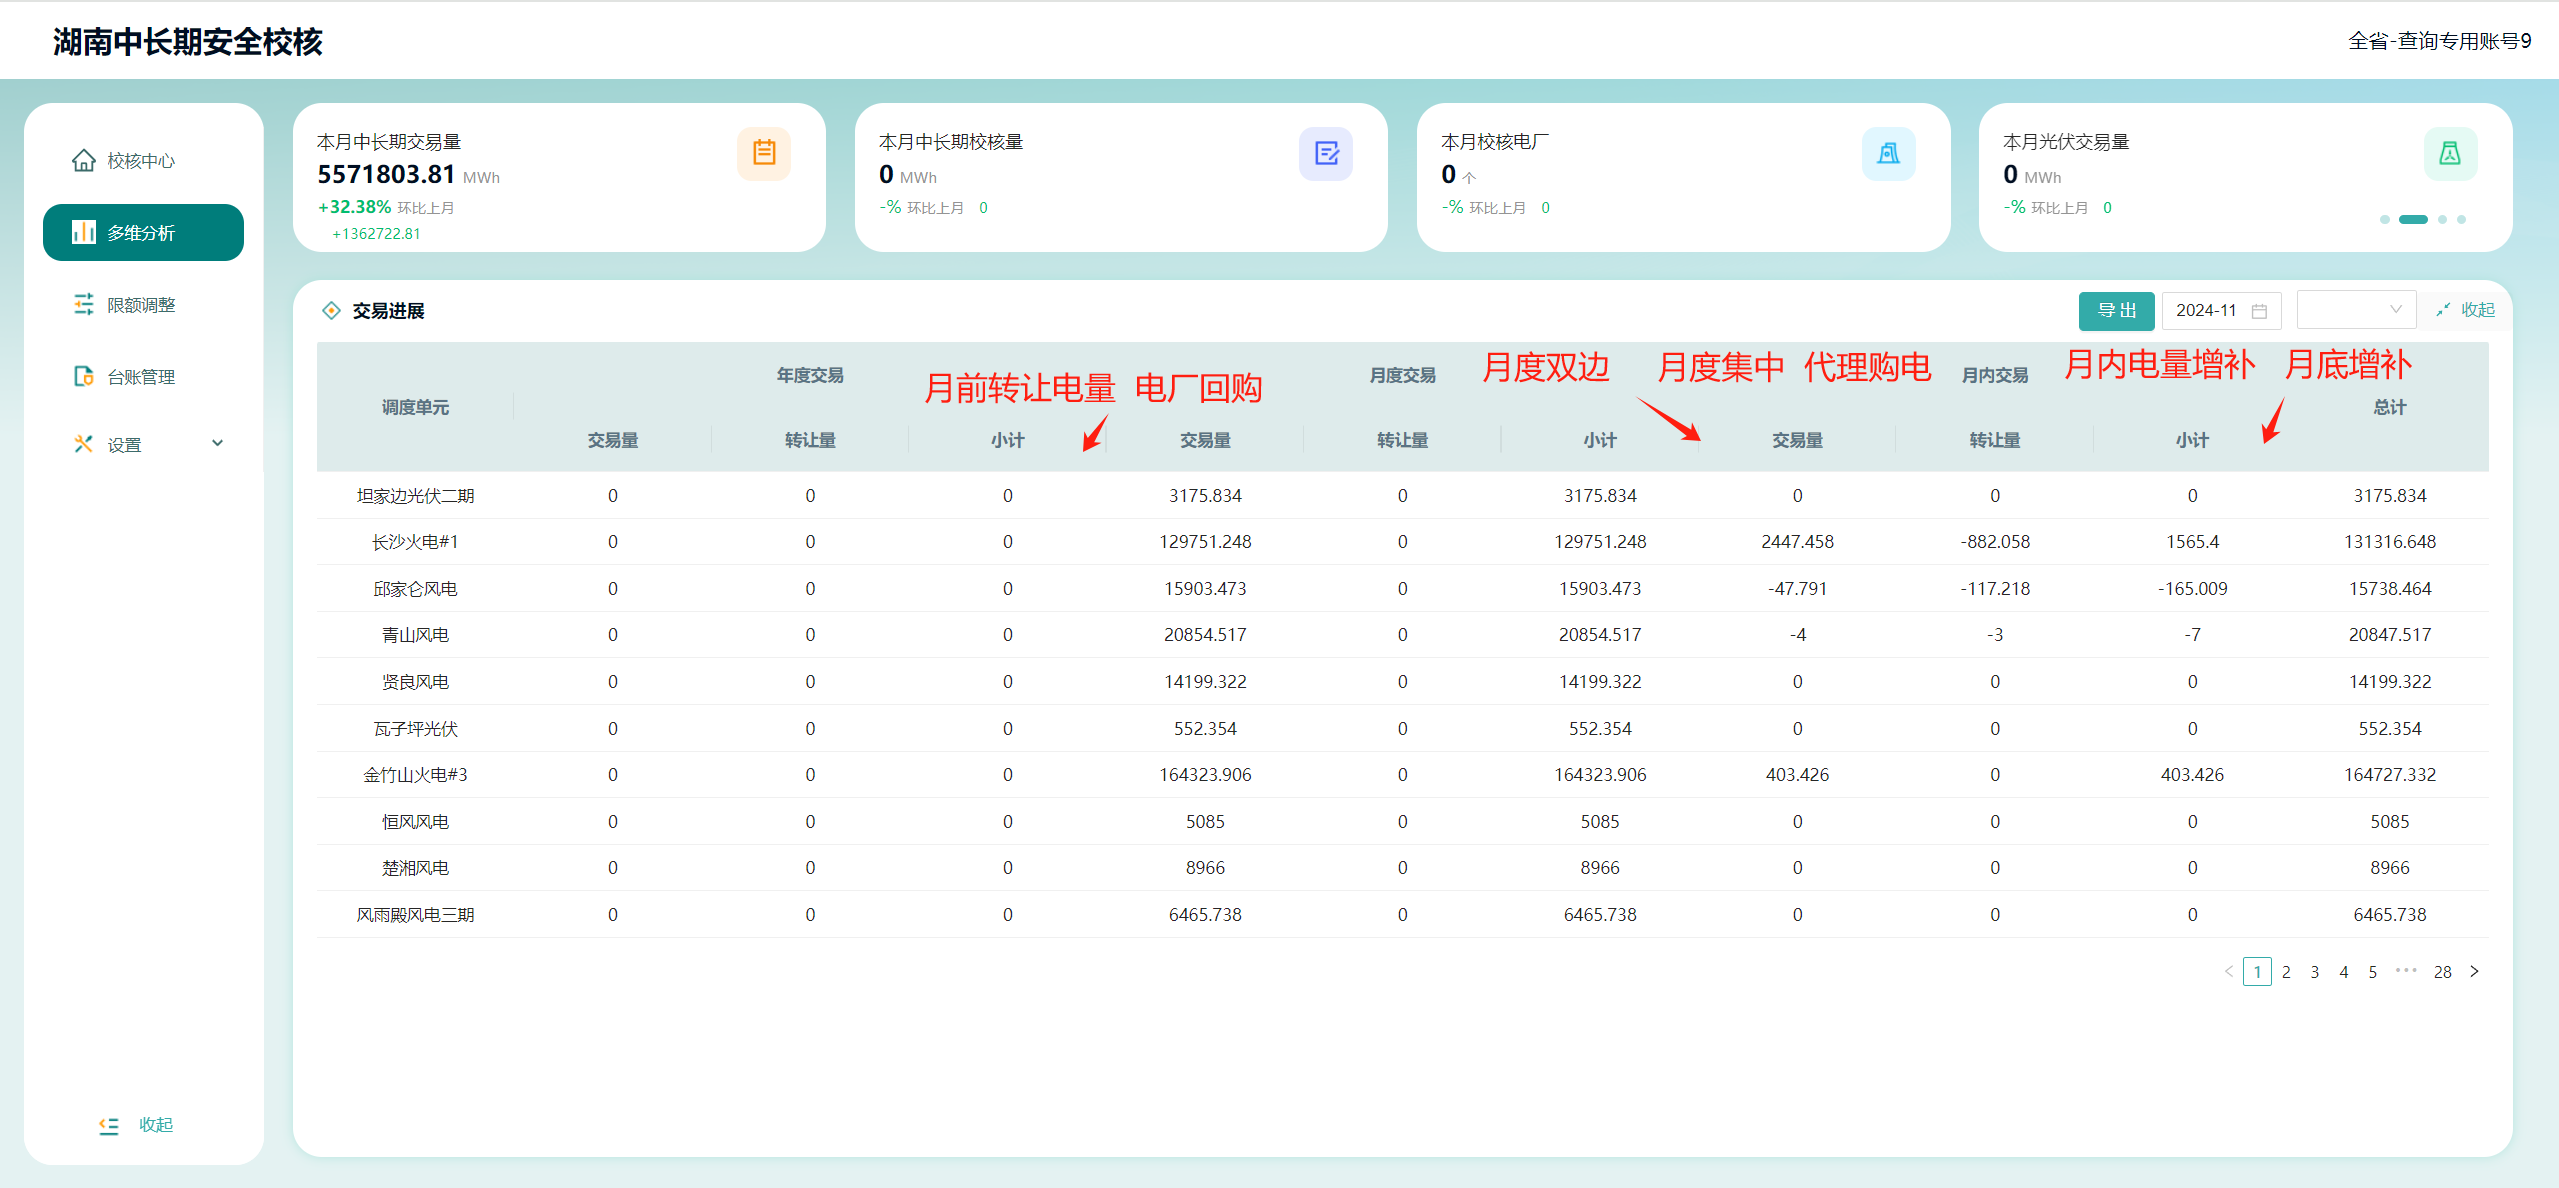 湖南中长期安全校核
全省-查询专用账号9
校核中心
多维分析
限额调整
台账管理
设置
收起
本月中长期交易量
5571803.81 MWh
+32.38% 环比上月
+1362722.81
本月中长期校核量
0 MWh
-% 环比上月 0
本月校核电厂
0 个
-% 环比上月 0
本月光伏交易量
0 MWh
-% 环比上月 0
交易进展
导 出
2024-11
收起
调度单元 年度交易 月度交易 月内交易 总计
月前转让电量 电厂回购
月度双边 月度集中 代理购电
月内电量增补 月底增补
交易量 转让量 小计 交易量 转让量 小计 交易量 转让量 小计
坦家边光伏二期 0 0 0 3175.834 0 3175.834 0 0 0 3175.834
长沙火电#1 0 0 0 129751.248 0 129751.248 2447.458 -882.058 1565.4 131316.648
邱家仑风电 0 0 0 15903.473 0 15903.473 -47.791 -117.218 -165.009 15738.464
青山风电 0 0 0 20854.517 0 20854.517 -4 -3 -7 20847.517
贤良风电 0 0 0 14199.322 0 14199.322 0 0 0 14199.322
瓦子坪光伏 0 0 0 552.354 0 552.354 0 0 0 552.354
金竹山火电#3 0 0 0 164323.906 0 164323.906 403.426 0 403.426 164727.332
恒风风电 0 0 0 5085 0 5085 0 0 0 5085
楚湘风电 0 0 0 8966 0 8966 0 0 0 8966
风雨殿风电三期 0 0 0 6465.738 0 6465.738 0 0 0 6465.738
< 1 2 3 4 5 ••• 28 >